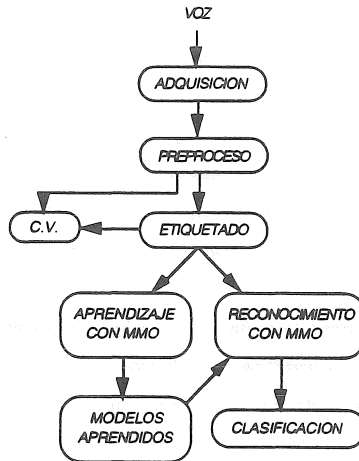 VOZ
ADQUISICION
PREPROCESO
C.V.
ETIQUETADO
APRENDIZAJE
CON MMO
RECONOCIMIENTO
CON MMO
MODELOS
APRENDIDOS
CLASIFICACION